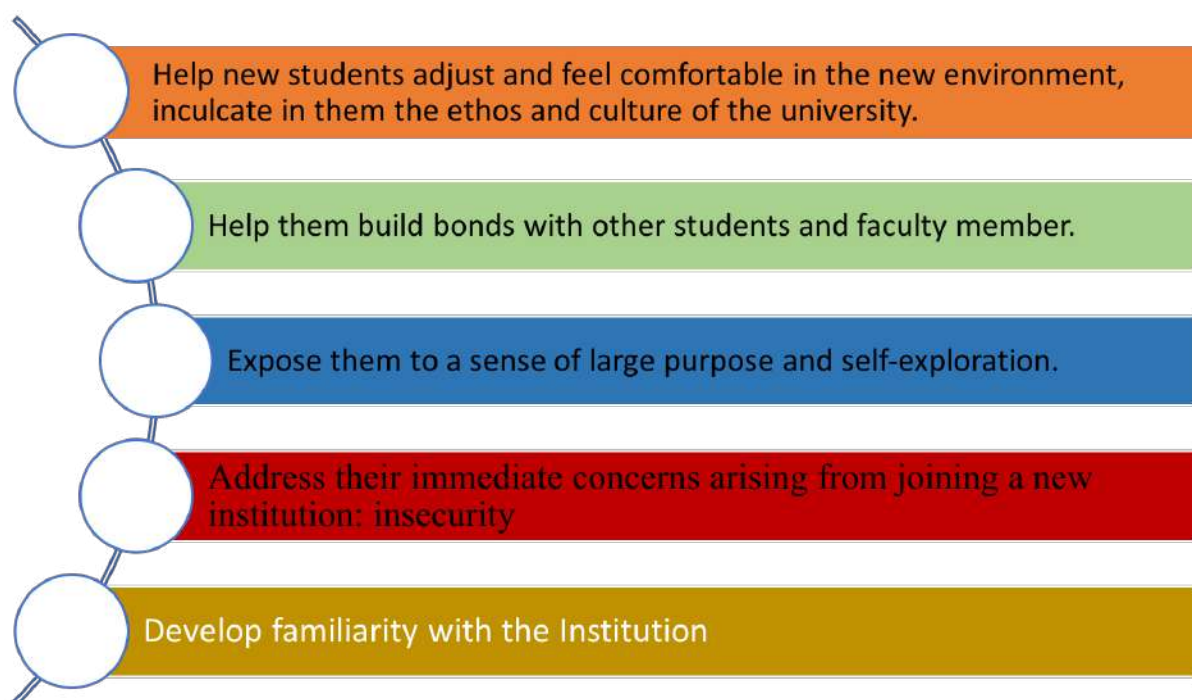 Help new students adjust and feel comfortable in the new environment,
inculcate in them the ethos and culture of the university.
Help them build bonds with other students and faculty member.
Expose them to a sense of large purpose and self-exploration.
Address their immediate concerns arising from joining a new
institution: insecurity
Develop familiarity with the Institution